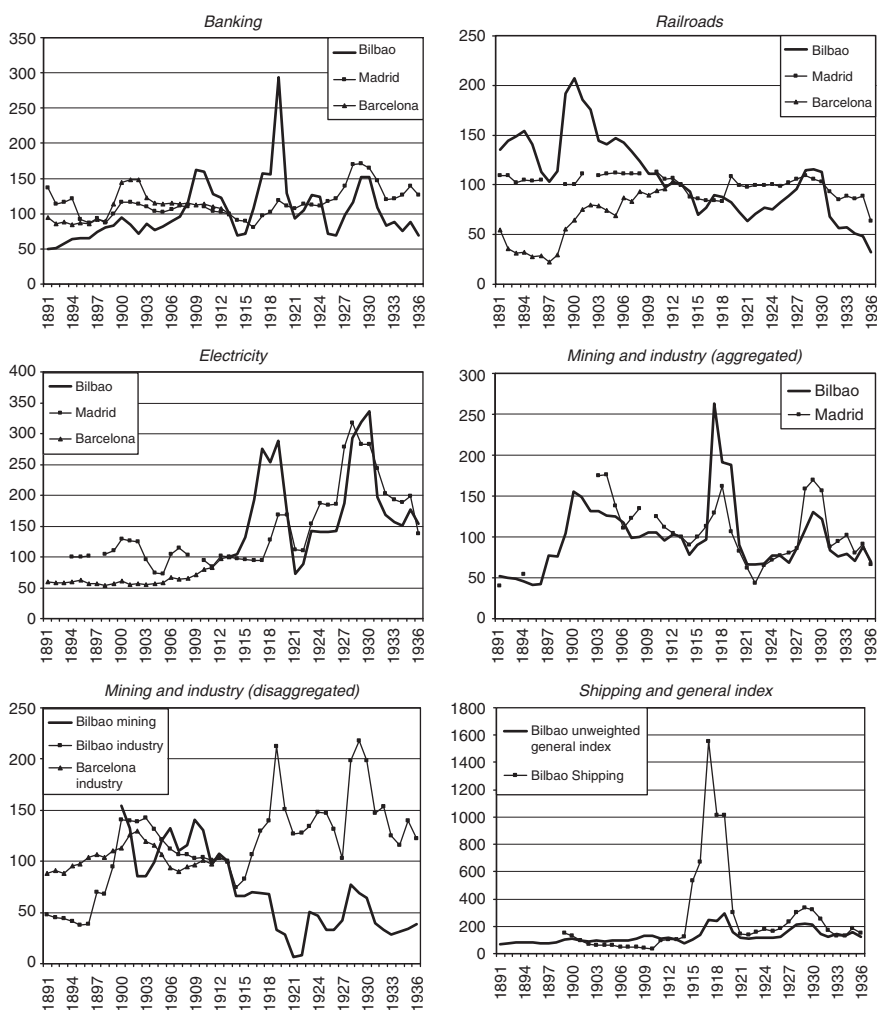 Banking
350
300
250
200
150
100
50
0
Bilbao
Madrid
Barcelona
1891 1894 1897 1900 1903 1906 1909 1912 1915 1918 1921 1924 1927 1930 1933 1936
Railroads
250
200
150
100
50
0
Bilbao
Madrid
Barcelona
1891 1894 1897 1900 1903 1906 1909 1912 1915 1918 1921 1924 1927 1930 1933 1936
Electricity
400
350
300
250
200
150
100
50
0
Bilbao
Madrid
Barcelona
1891 1894 1897 1900 1903 1906 1909 1912 1915 1918 1921 1924 1927 1930 1933 1936
Mining and industry (aggregated)
300
250
200
150
100
50
0
Bilbao
Madrid
1891 1894 1897 1900 1903 1906 1909 1912 1915 1918 1921 1924 1927 1930 1933 1936
Mining and industry (disaggregated)
250
200
150
100
50
0
Bilbao mining
Bilbao industry
Barcelona
industry
1891 1894 1897 1900 1903 1906 1909 1912 1915 1918 1921 1924 1927 1930 1933 1936
Shipping and general index
1800
1600
1400
1200
1000
800
600
400
200
0
Bilbao unweighted
general index
Bilbao Shipping
1891 1894 1897 1900 1903 1906 1909 1912 1915 1918 1921 1924 1927 1930 1933 1936